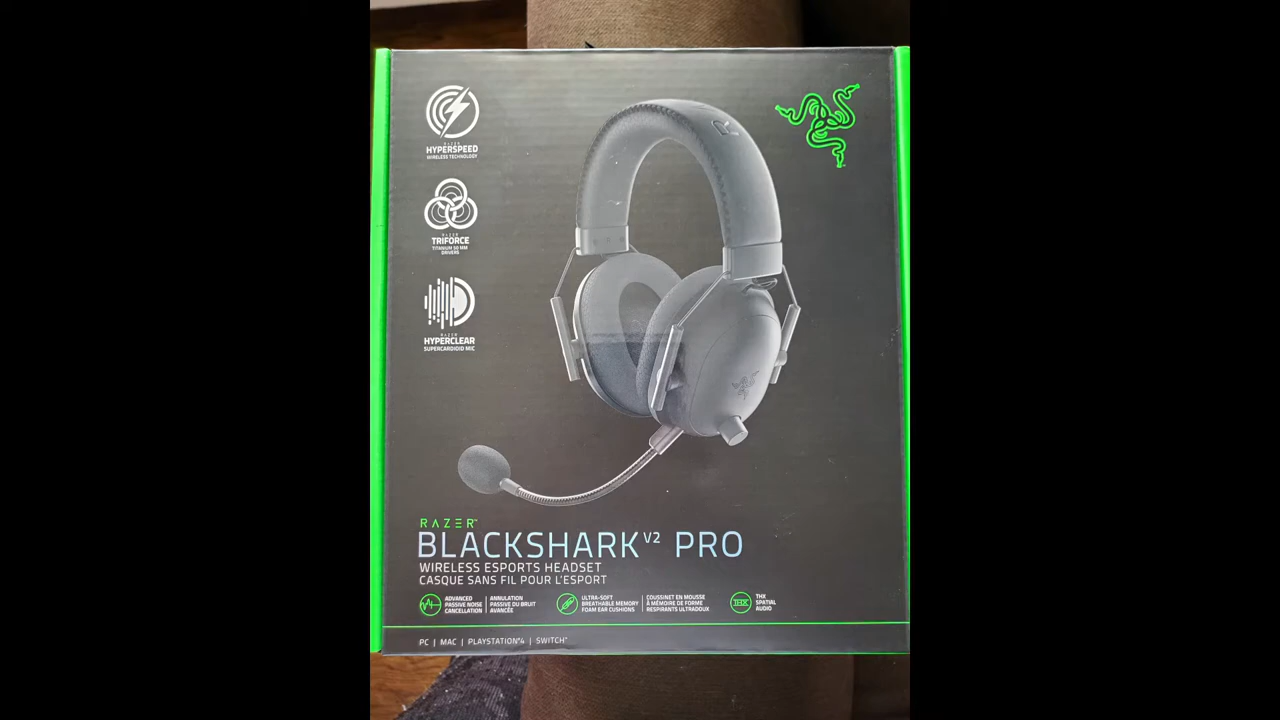 RAZER
HYPERSPEED
WIRELESS TECHNOLOGY
RAZER
TRIFORCE
TITANIUM 50 MM
DRIVERS
RAZER
HYPERCLEAR
SUPERCARDIOID MIC
RAZER™
BLACKSHARK V2 PRO
WIRELESS ESPORTS HEADSET
CASQUE SANS FIL POUR L'ESPORT
ADVANCED
PASSIVE NOISE
CANCELLATION
ANNULATION
PASSIVE DU BRUIT
AVANCÉE
ULTRA-SOFT
BREATHABLE MEMORY
FOAM EAR CUSHIONS
COUSSINET EN MOUSSE
À MÉMOIRE DE FORME
RESPIRANTS ULTRADOUX
THX
THX
SPATIAL
AUDIO
PC | MAC | PLAYSTATION®4 | SWITCH™